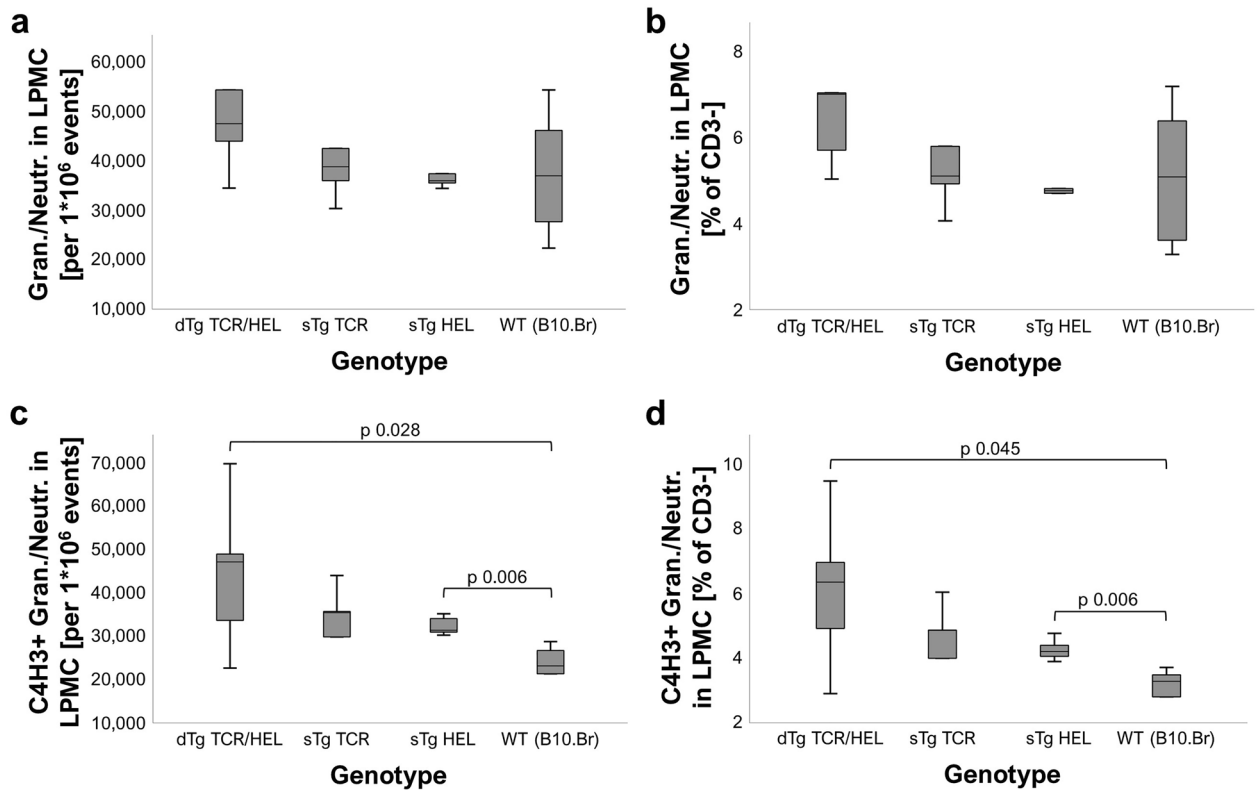 a
Gran./Neutr. in LPMC
[per 1*10⁶ events]
60,000
50,000
40,000
30,000
20,000
10,000
dTg TCR/HEL sTg TCR sTg HEL WT (B10.Br)
Genotype
b
Gran./Neutr. in LPMC
[% of CD3-]
8
6
4
2
dTg TCR/HEL sTg TCR sTg HEL WT (B10.Br)
Genotype
c
C4H3+ Gran./Neutr. in
LPMC [per 1*10⁶ events]
70,000
60,000
50,000
40,000
30,000
20,000
10,000
p 0.028
p 0.006
dTg TCR/HEL sTg TCR sTg HEL WT (B10.Br)
Genotype
d
C4H3+ Gran./Neutr.
in LPMC [% of CD3-]
10
8
6
4
2
p 0.045
p 0.006
dTg TCR/HEL sTg TCR sTg HEL WT (B10.Br)
Genotype